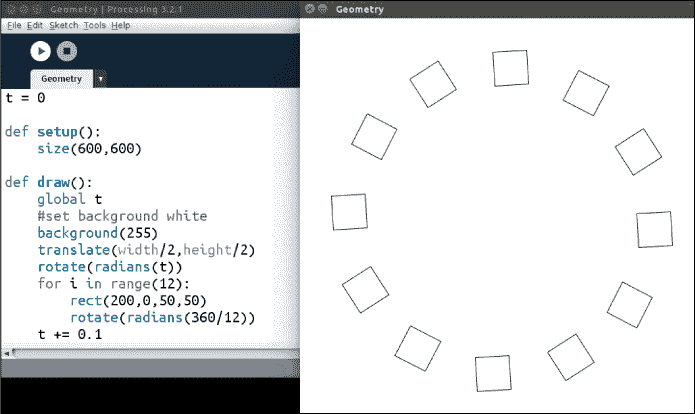 Geometry | Processing 3.2.1
File Edit Sketch Tools Help
Geometry
t = 0
def setup():
    size(600,600)
def draw():
    global t
    #set background white
    background(255)
    translate(width/2,height/2)
    rotate(radians(t))
    for i in range(12):
        rect(200,0,50,50)
        rotate(radians(360/12))
    t += 0.1
Geometry